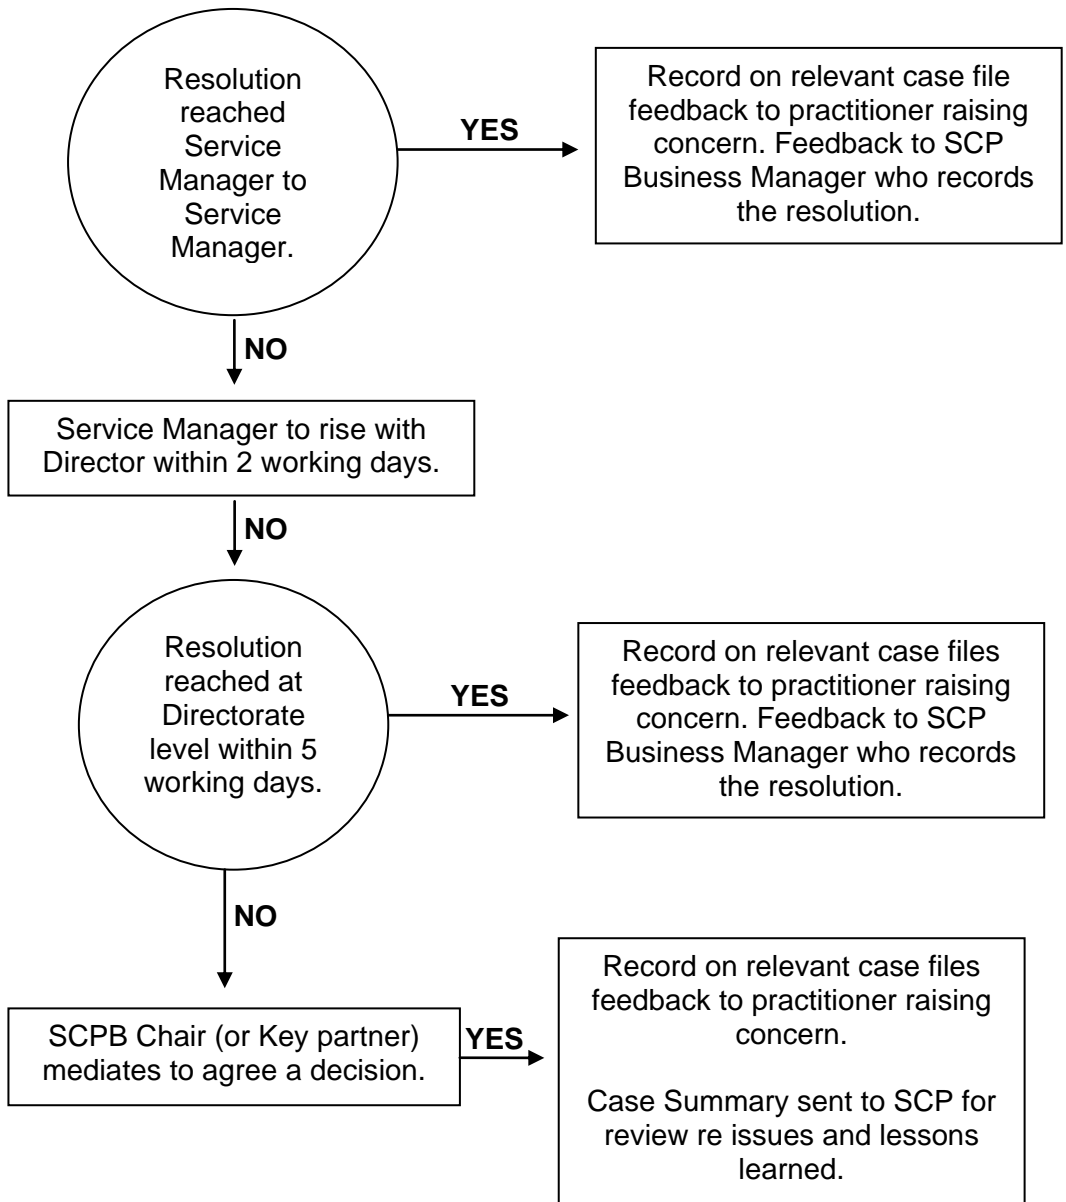 Resolution
reached
Service
Manager to
Service
Manager.
YES
Record on relevant case file
feedback to practitioner raising
concern. Feedback to SCP
Business Manager who records
the resolution.
NO
Service Manager to rise with
Director within 2 working days.
NO
Resolution
reached at
Directorate
level within 5
working days.
YES
Record on relevant case files
feedback to practitioner raising
concern. Feedback to SCP
Business Manager who records
the resolution.
NO
SCPB Chair (or Key partner)
mediates to agree a decision.
YES
Record on relevant case files
feedback to practitioner raising
concern.
Case Summary sent to SCP for
review re issues and lessons
learned.